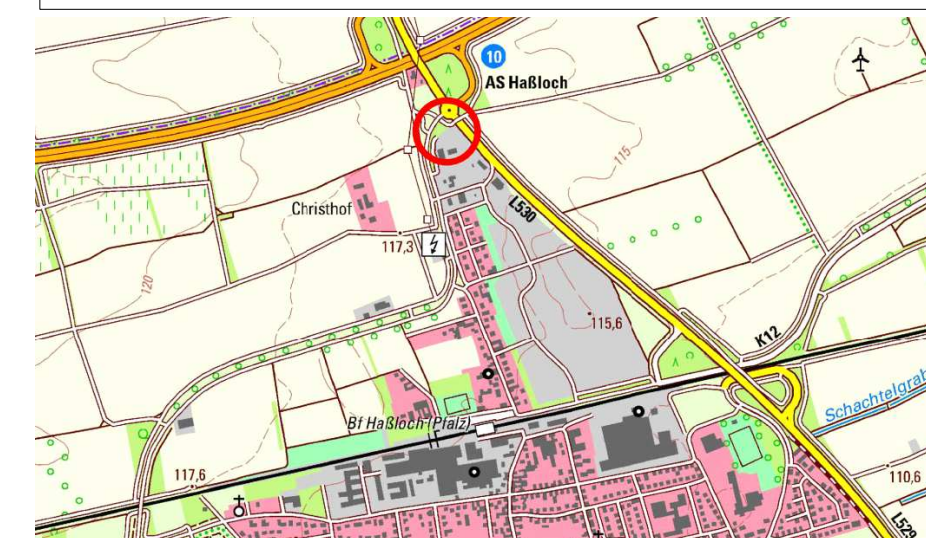 10
AS Haßloch
115
Christhof
L530
117,3
120
115,6
K12
Bf Haßloch (Pfalz)
Schachtelgrab
117,6
110,6
L529